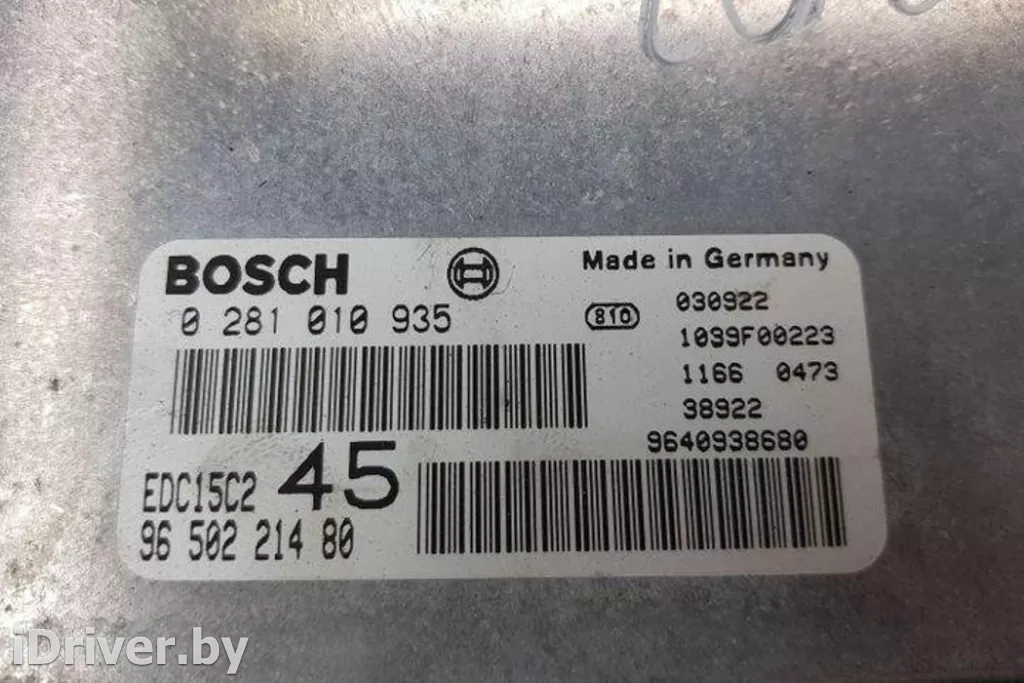 BOSCH
Made in Germany
0 281 010 935
810
030922
1039F00223
1166 0473
38922
9640938680
EDC15C2 45
96 502 214 80
iDriver.by